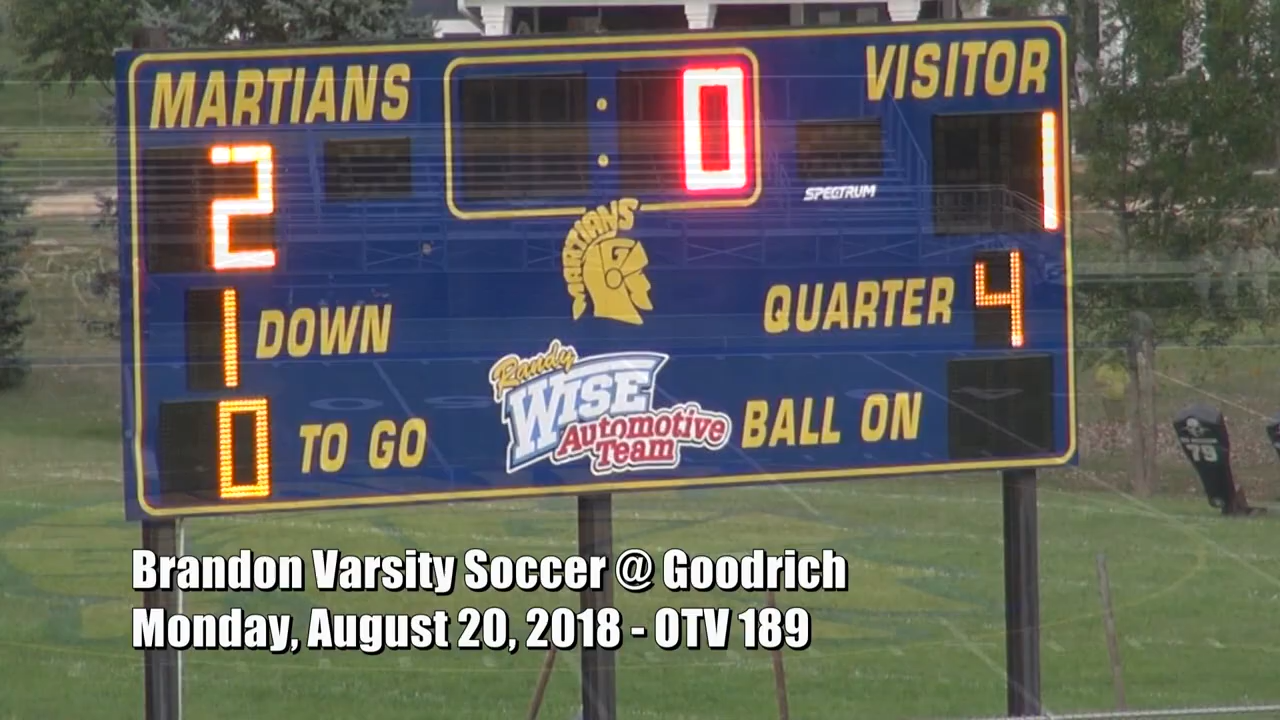 MARTIANS : 0 VISITOR
2 SPECTRUM 1
MARTIANS
G
1 DOWN QUARTER 4
Randy
WISE
Automotive
Team
0 TO GO BALL ON
79
Brandon Varsity Soccer @ Goodrich
Monday, August 20, 2018 - OTV 189